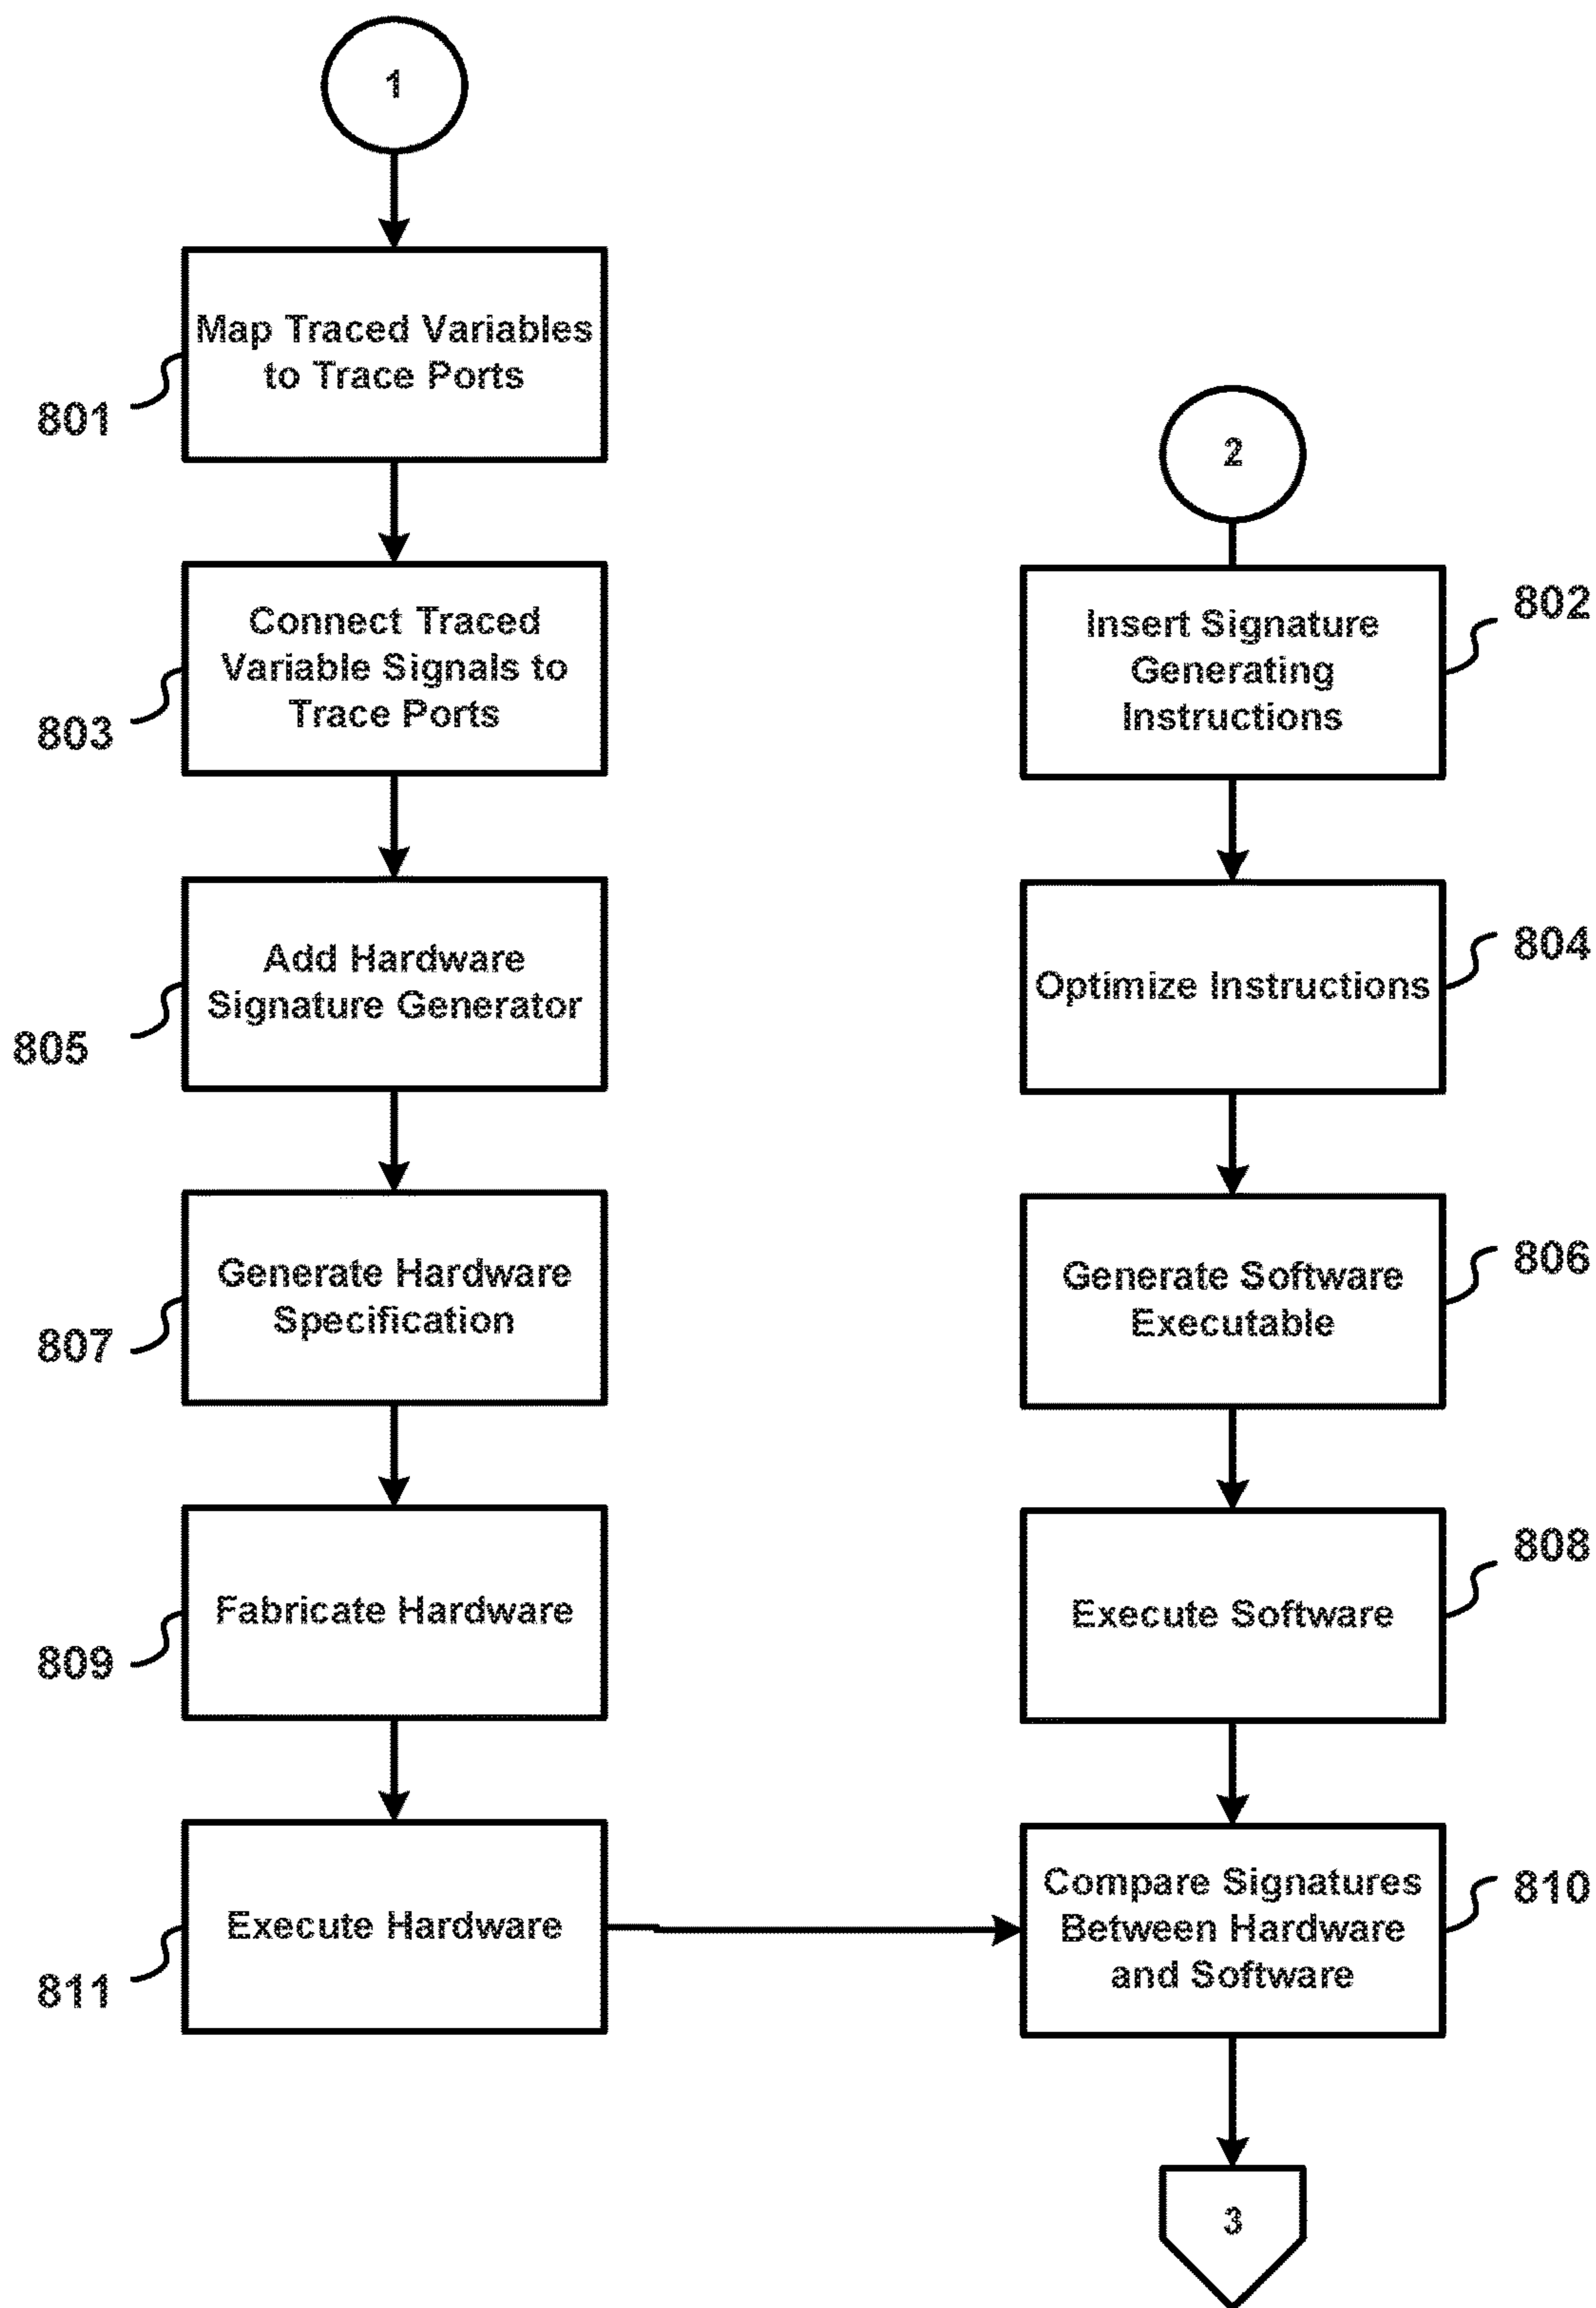 1
Map Traced Variables
to Trace Ports
801
Connect Traced
Variable Signals to
Trace Ports
803
Add Hardware
Signature Generator
805
Generate Hardware
Specification
807
Fabricate Hardware
809
Execute Hardware
811
2
Insert Signature
Generating
Instructions
802
Optimize Instructions
804
Generate Software
Executable
806
Execute Software
808
Compare Signatures
Between Hardware
and Software
810
3